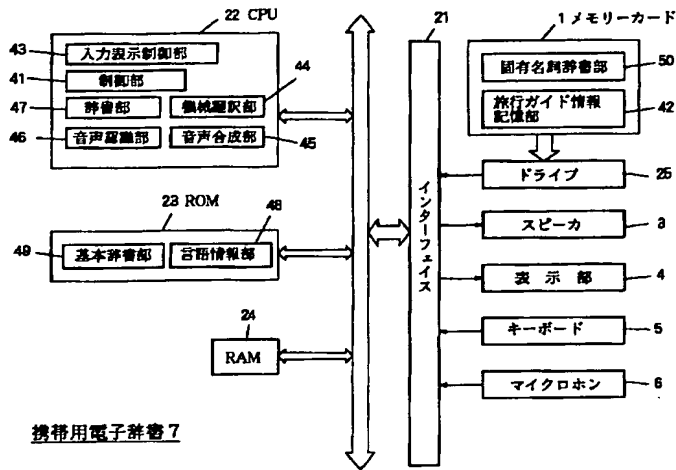 22 CPU
43 入力表示制御部
41 制御部
44
47 辞書部 機械翻訳部
46 音声認識部 音声合成部 45
23 ROM
48
49 基本辞書部 言語情報部
24
RAM
携帯用電子辞書7
21
インターフェイス
1 メモリーカード
固有名詞辞書部 50
旅行ガイド情報
記憶部 42
ドライブ 25
スピーカ 3
表示部 4
キーボード 5
マイクロホン 6